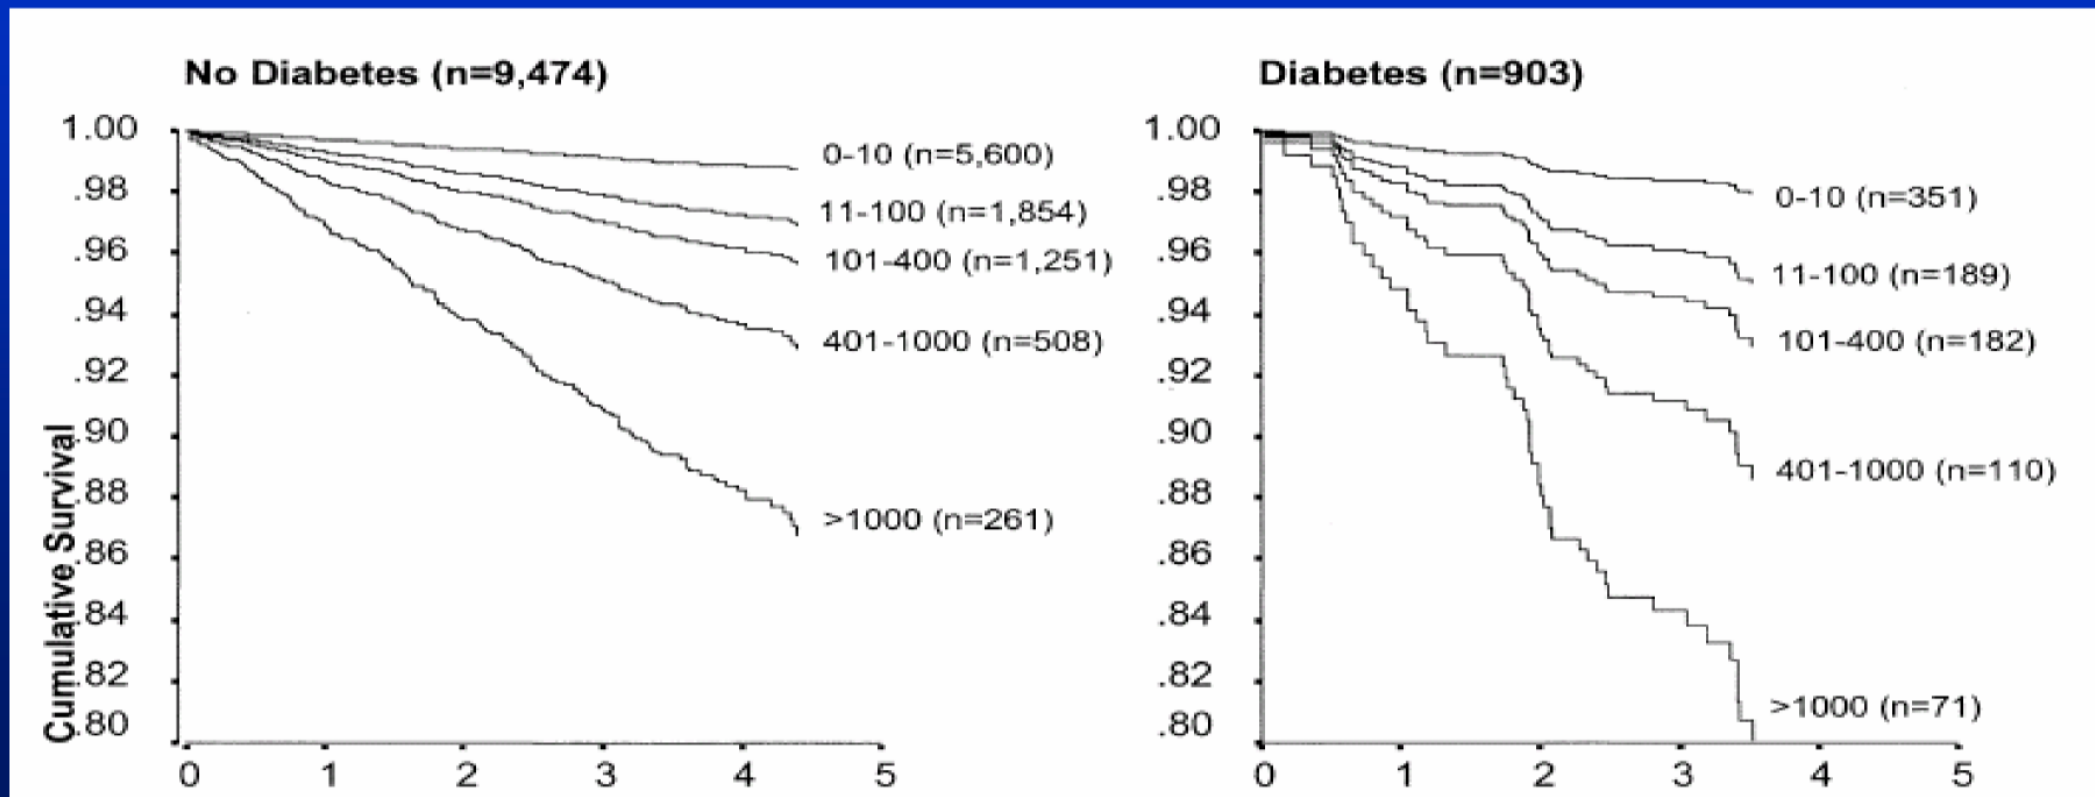 No Diabetes (n=9,474)
Cumulative Survival
1.00
.98
.96
.94
.92
.90
.88
.86
.84
.82
.80
0-10 (n=5,600)
11-100 (n=1,854)
101-400 (n=1,251)
401-1000 (n=508)
>1000 (n=261)
0 1 2 3 4 5
Diabetes (n=903)
1.00
.98
.96
.94
.92
.90
.88
.86
.84
.82
.80
0-10 (n=351)
11-100 (n=189)
101-400 (n=182)
401-1000 (n=110)
>1000 (n=71)
0 1 2 3 4 5